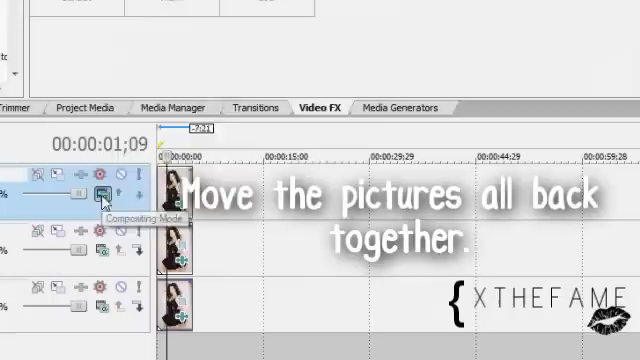 Trimmer
Project Media
Media Manager
Transitions
Video FX
Media Generators
-7;21
00:00:01;09
00:00:00
00:00:15;00
00:00:29;29
00:00:44;29
00:00:59;28
%
Compositing Mode
%
%
Move the pictures all back
together.
{ XTHEFAME